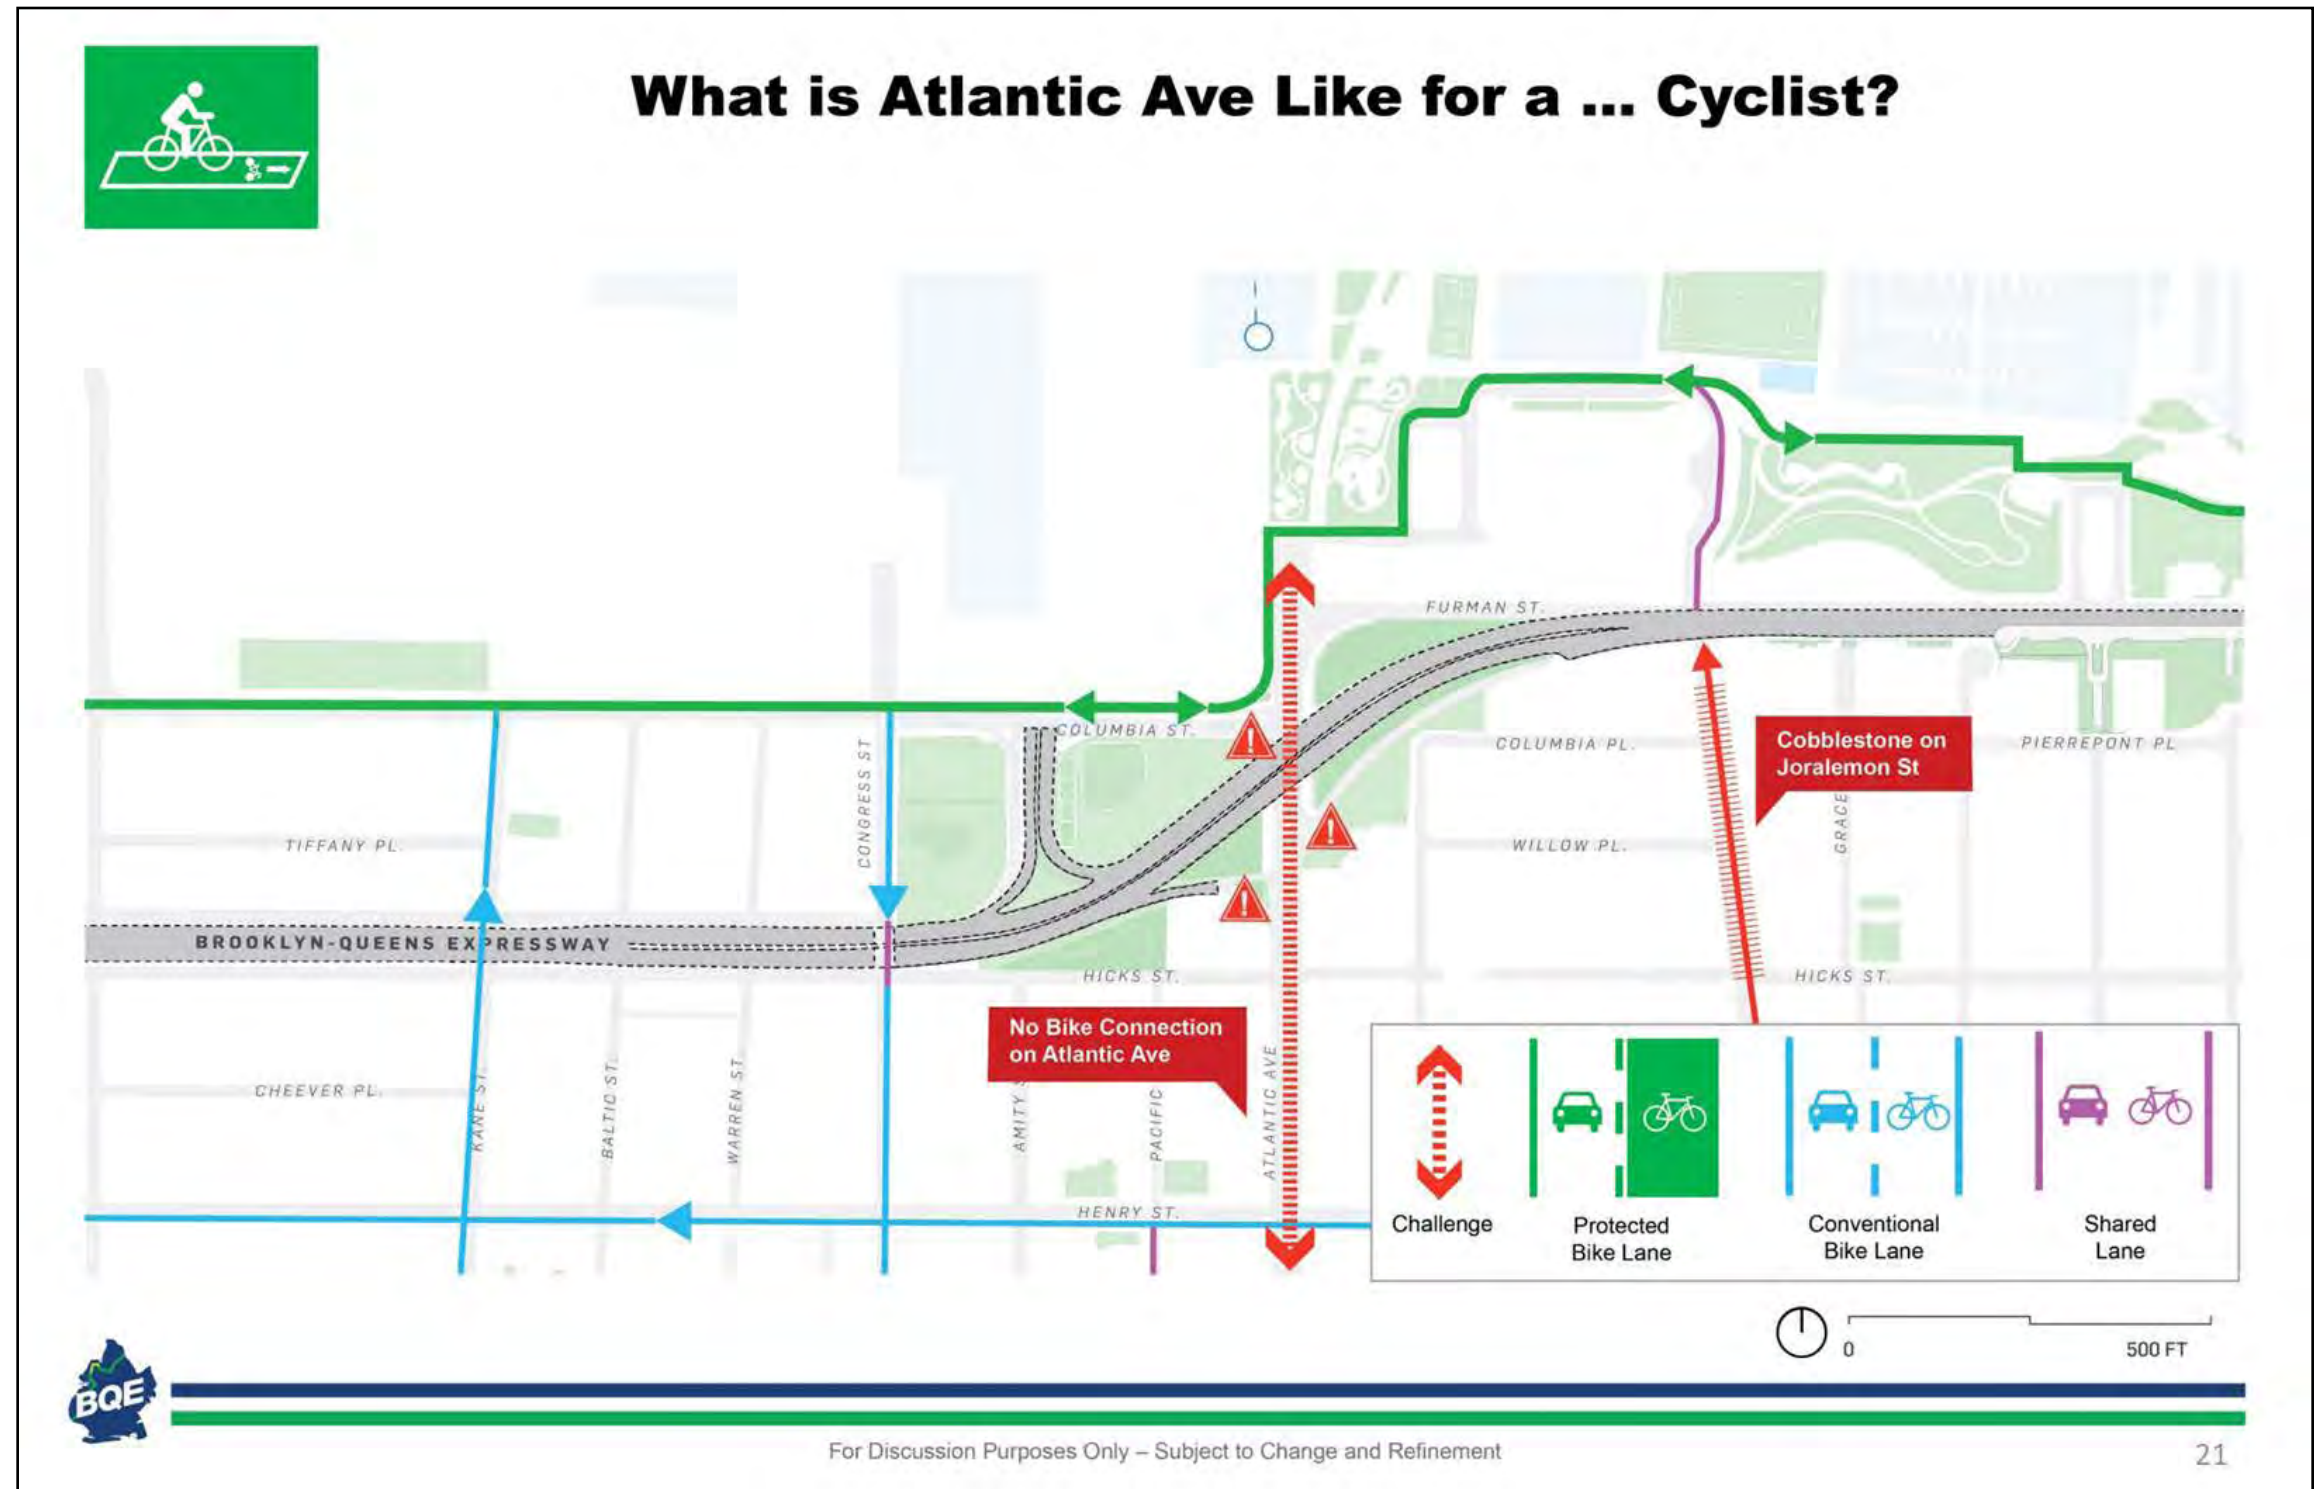 What is Atlantic Ave Like for a ... Cyclist?
FURMAN ST.
COLUMBIA ST.
COLUMBIA PL.
Cobblestone on
Joralemon St
PIERREPONT PL
CONGRESS ST
TIFFANY PL.
WILLOW PL.
GRACE
BROOKLYN-QUEENS EXPRESSWAY
HICKS ST.
HICKS ST.
No Bike Connection
on Atlantic Ave
CHEEVER PL.
KANE ST.
BALTIC ST.
WARREN ST
AMITY S
PACIFIC
ATLANTIC AVE
HENRY ST.
Challenge
Protected
Bike Lane
Conventional
Bike Lane
Shared
Lane
0
500 FT
BQE
For Discussion Purposes Only – Subject to Change and Refinement
21